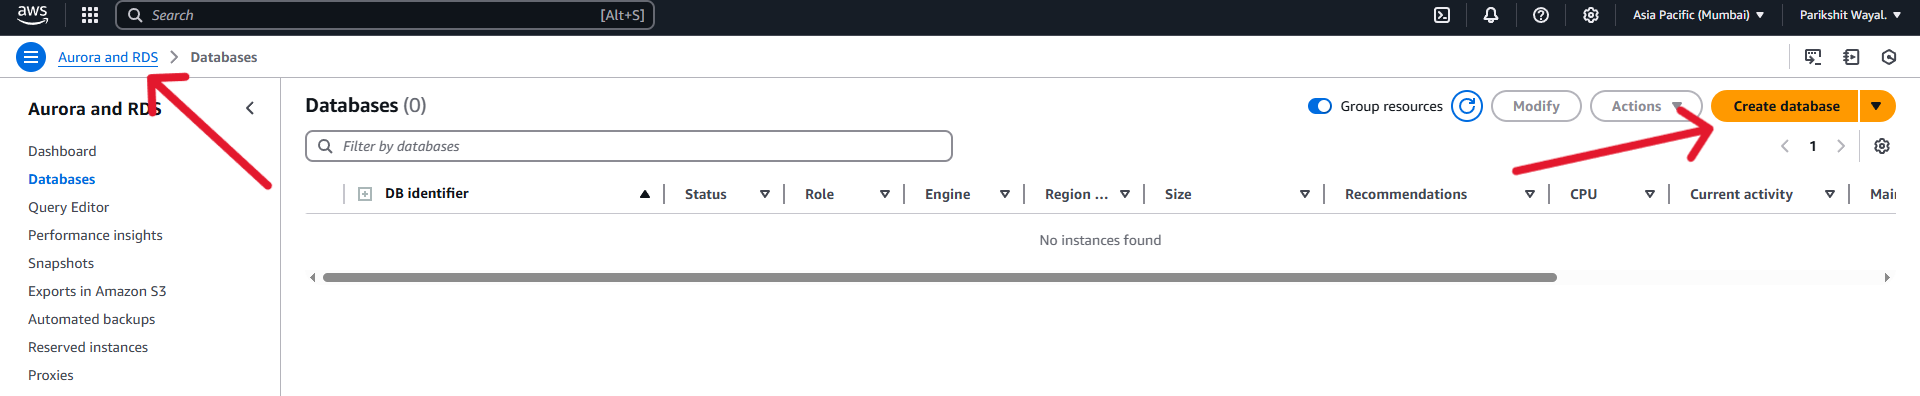 aws Search [Alt+S] Asia Pacific (Mumbai) Parikshit Wayal.
Aurora and RDS Databases
Aurora and RDS
Dashboard
Databases
Query Editor
Performance insights
Snapshots
Exports in Amazon S3
Automated backups
Reserved instances
Proxies
Databases (0) Group resources Modify Actions Create database
Filter by databases 1
DB identifier Status Role Engine Region ... Size Recommendations CPU Current activity Mai
No instances found